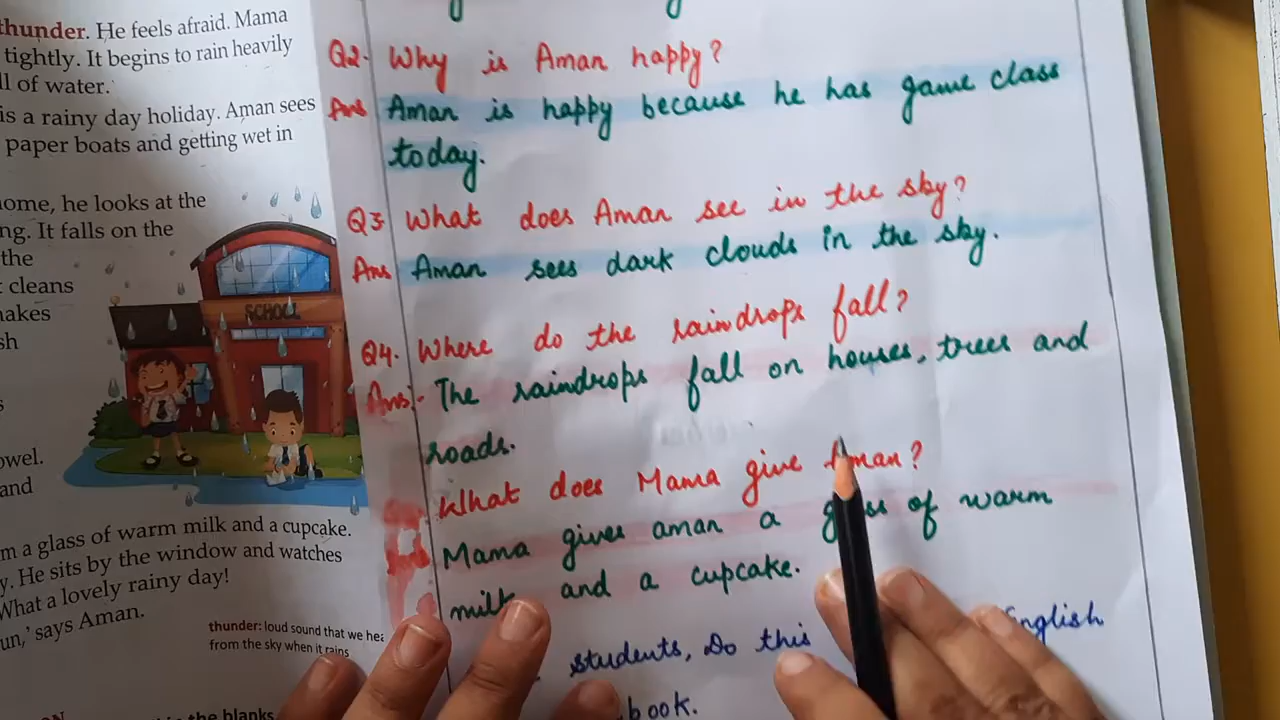 thunder. He feels afraid. Mama
tightly. It begins to rain heavily
ll of water.
is a rainy day holiday. Aman sees
paper boats and getting wet in
ome, he looks at the
ng. It falls on the
the
cleans
makes
sh
SCHOOL
owel.
and
m a glass of warm milk and a cupcake.
y. He sits by the window and watches
What a lovely rainy day!
un,' says Aman.
thunder: loud sound that we hea
from the sky when it rains
the blanks
Q2. Why is Aman happy?
Ans Aman is happy because he has game class
today.
Q3 What does Aman see in the sky?
Ans Aman sees dark clouds in the sky.
Q4. Where do the raindrops fall?
Ans:- The raindrops fall on houses, trees and
roads.
What does Mama give Aman?
Mama gives aman a glass of warm
milk and a cupcake.
students, Do this English
book.